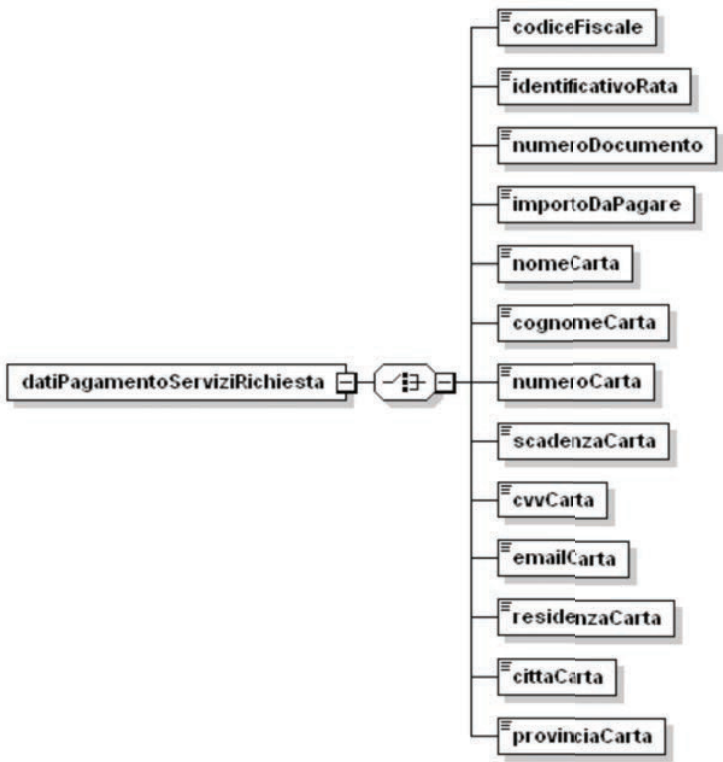 codiceFiscale
identificativoRata
numeroDocumento
importoDaPagare
nomeCarta
cognomeCarta
datiPagamentoServiziRichiesta
numeroCarta
scadenzaCarta
cvvCarta
emailCarta
residenzaCarta
cittaCarta
provinciaCarta